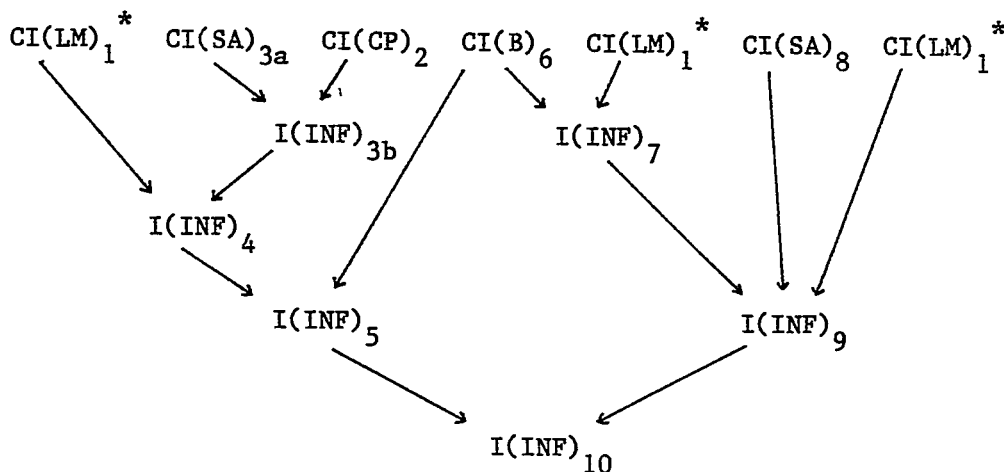 CI(LM)1* CI(SA)3a CI(CP)2 CI(B)6 CI(LM)1* CI(SA)8 CI(LM)1*
I(INF)3b I(INF)7
I(INF)4
I(INF)5 I(INF)9
I(INF)10